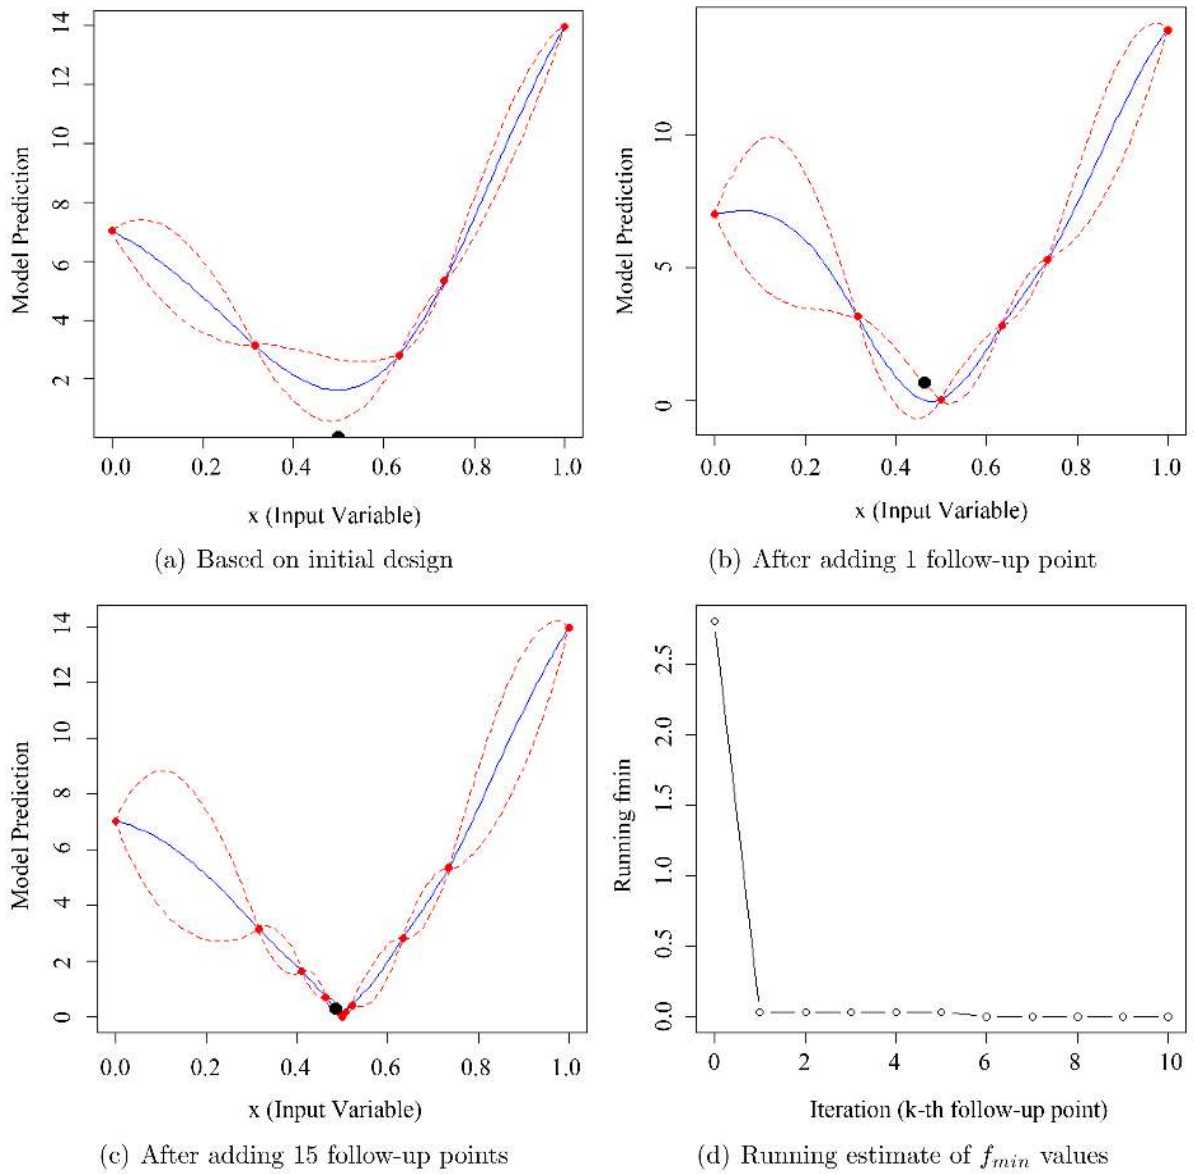 Model Prediction
14
12
10
8
6
4
2
0.0 0.2 0.4 0.6 0.8 1.0
x (Input Variable)
(a) Based on initial design
Model Prediction
10
5
0
0.0 0.2 0.4 0.6 0.8 1.0
x (Input Variable)
(b) After adding 1 follow-up point
Model Prediction
14
12
10
8
6
4
2
0
0.0 0.2 0.4 0.6 0.8 1.0
x (Input Variable)
(c) After adding 15 follow-up points
Running fmin
2.5
2.0
1.5
1.0
0.5
0.0
0 2 4 6 8 10
Iteration (k-th follow-up point)
(d) Running estimate of fmin values